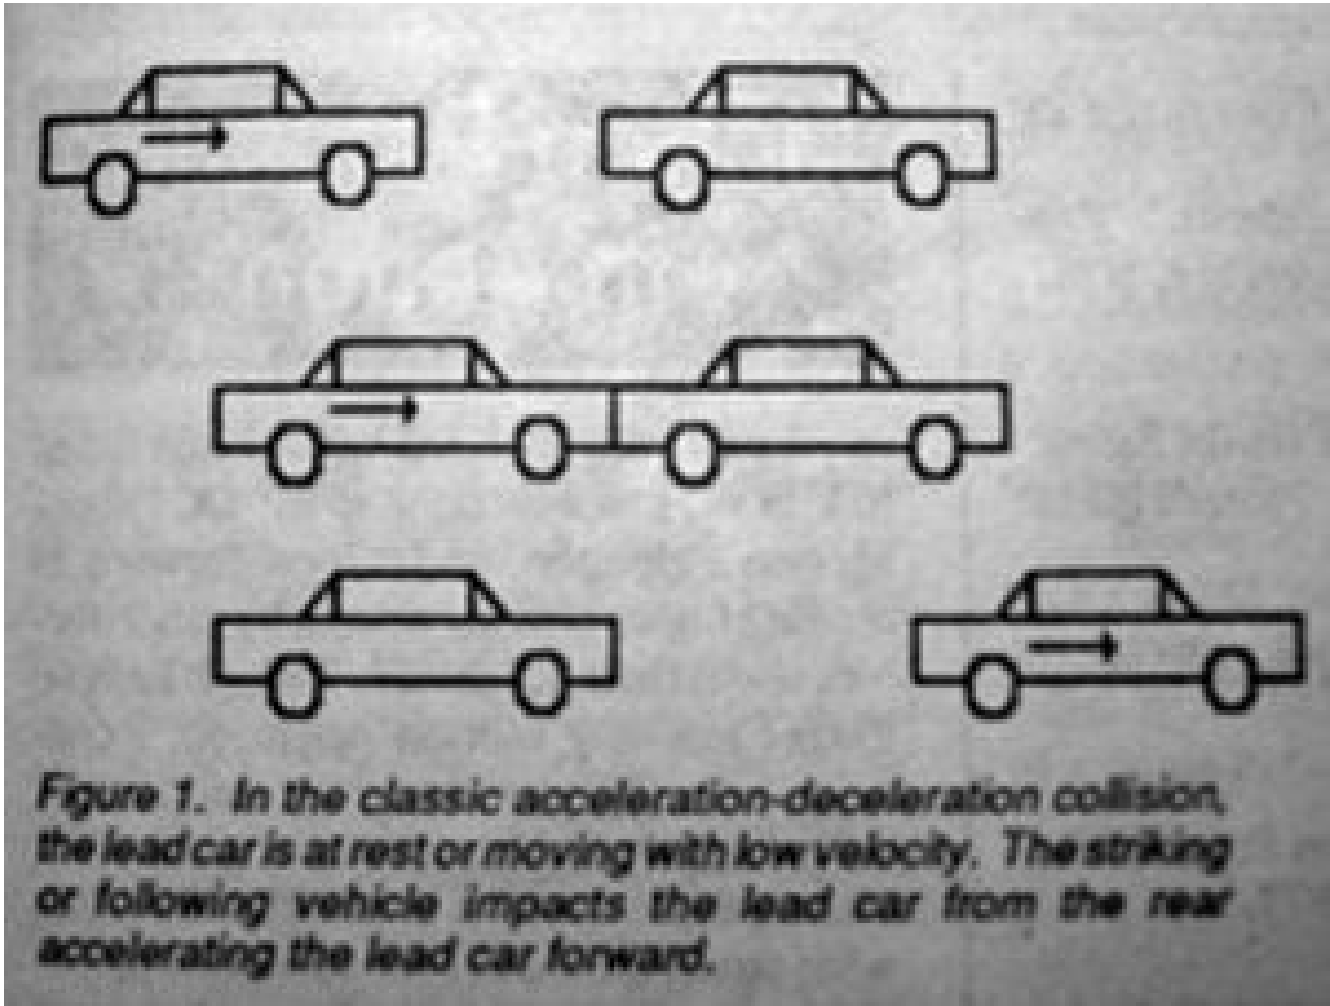 Figure 1. In the classic acceleration-deceleration collision,
the lead car is at rest or moving with low velocity. The striking
or following vehicle impacts the lead car from the rear
accelerating the lead car forward.